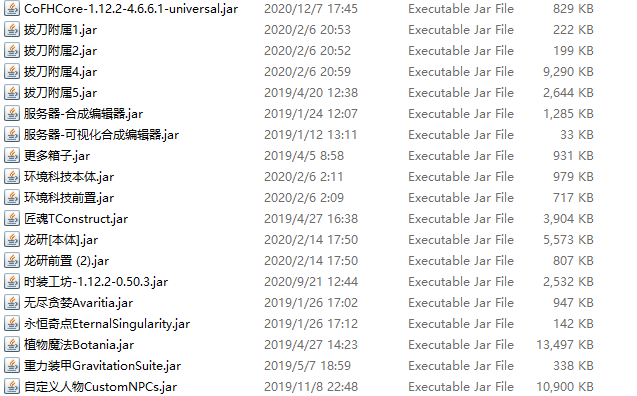 CoFHCore-1.12.2-4.6.6.1-universal.jar 2020/12/7 17:45 Executable Jar File 829 KB
拔刀附属1.jar 2020/2/6 20:53 Executable Jar File 222 KB
拔刀附属2.jar 2020/2/6 20:52 Executable Jar File 199 KB
拔刀附属4.jar 2020/2/6 20:59 Executable Jar File 9,290 KB
拔刀附属5.jar 2019/4/20 12:38 Executable Jar File 2,644 KB
服务器-合成编辑器.jar 2019/1/24 12:07 Executable Jar File 1,285 KB
服务器-可视化合成编辑器.jar 2019/1/12 13:11 Executable Jar File 33 KB
更多箱子.jar 2019/4/5 8:58 Executable Jar File 931 KB
环境科技本体.jar 2020/2/6 2:11 Executable Jar File 979 KB
环境科技前置.jar 2020/2/6 2:09 Executable Jar File 717 KB
匠魂TConstruct.jar 2019/4/27 16:38 Executable Jar File 3,904 KB
龙研[本体].jar 2020/2/14 17:50 Executable Jar File 5,573 KB
龙研前置 (2).jar 2020/2/14 17:50 Executable Jar File 807 KB
时装工坊-1.12.2-0.50.3.jar 2020/9/21 12:44 Executable Jar File 2,532 KB
无尽贪婪Avaritia.jar 2019/1/26 17:02 Executable Jar File 947 KB
永恒奇点EternalSingularity.jar 2019/1/26 17:12 Executable Jar File 142 KB
植物魔法Botania.jar 2019/4/27 14:23 Executable Jar File 13,497 KB
重力装甲GravitationSuite.jar 2019/5/7 18:59 Executable Jar File 338 KB
自定义人物CustomNPCs.jar 2019/11/8 22:48 Executable Jar File 10,900 KB